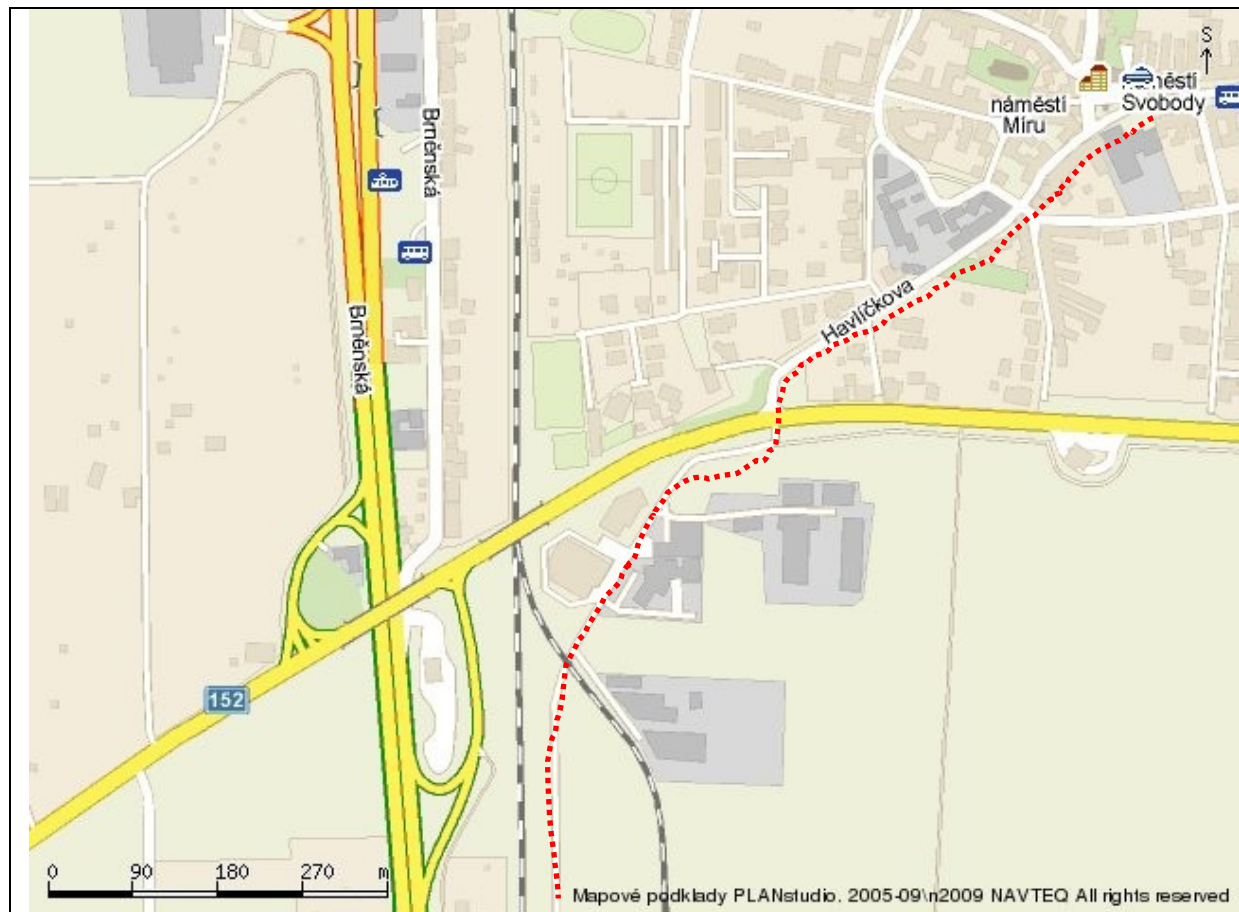 S
náměstí
Svobody
náměstí
Míru
Brněnská
Brněnská
Havlíčkova
152
0 90 180 270 m
Mapové podklady PLANstudio. 2005-09\n2009 NAVTEQ All rights reserved